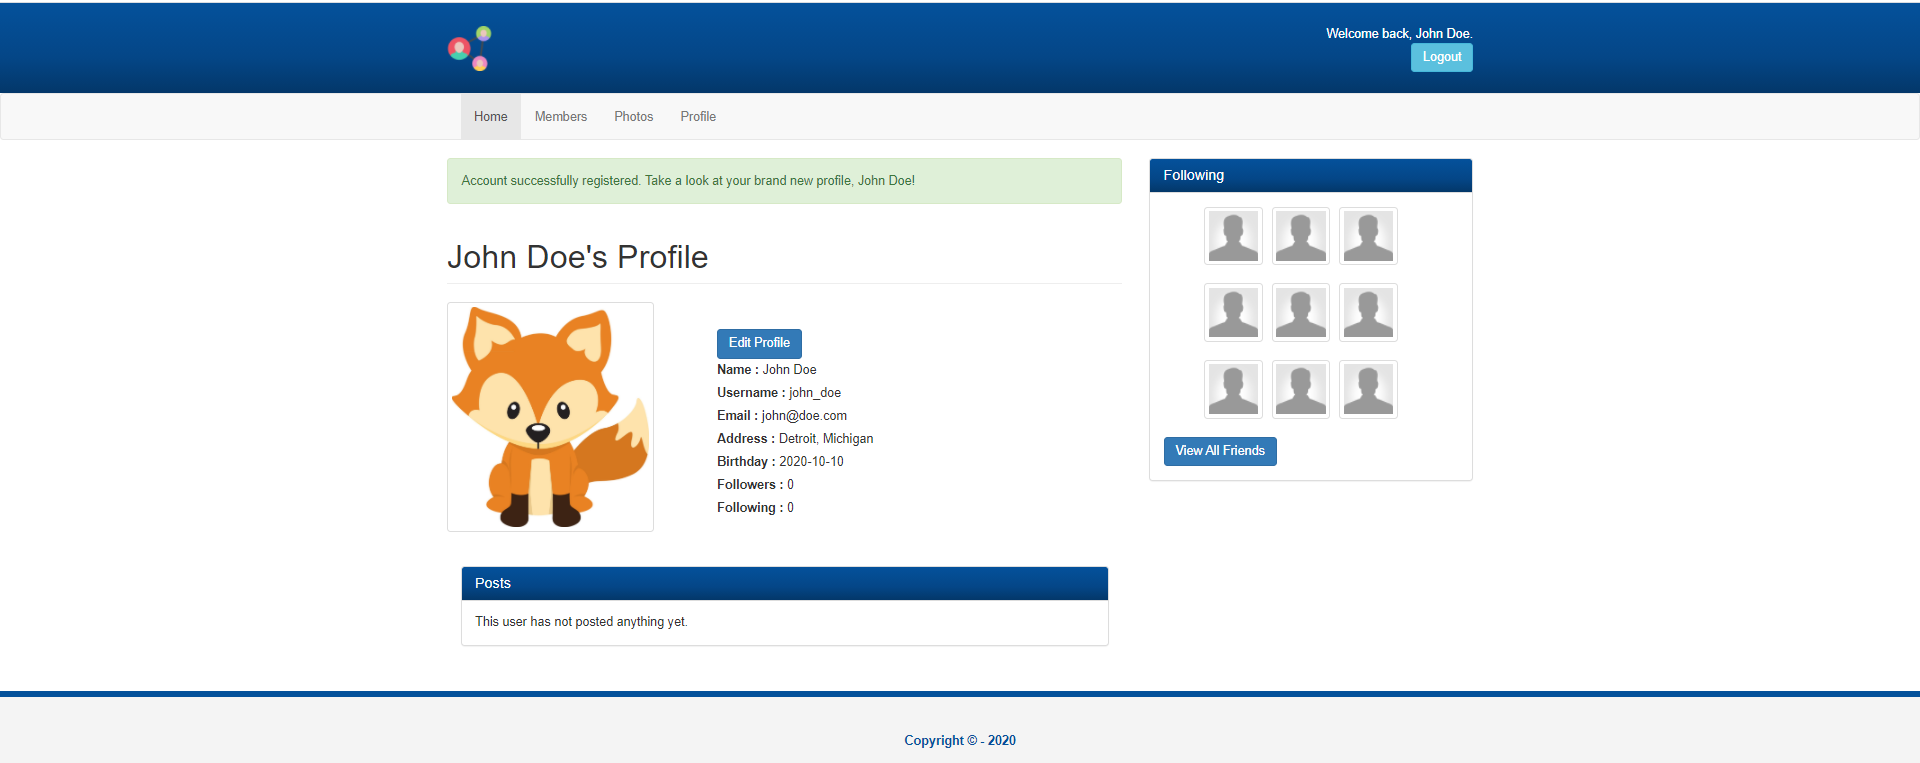 Welcome back, John Doe.
Logout
Home Members Photos Profile
Account successfully registered. Take a look at your brand new profile, John Doe!
John Doe's Profile
Edit Profile
Name : John Doe
Username : john_doe
Email : john@doe.com
Address : Detroit, Michigan
Birthday : 2020-10-10
Followers : 0
Following : 0
Posts
This user has not posted anything yet.
Following
View All Friends
Copyright © - 2020